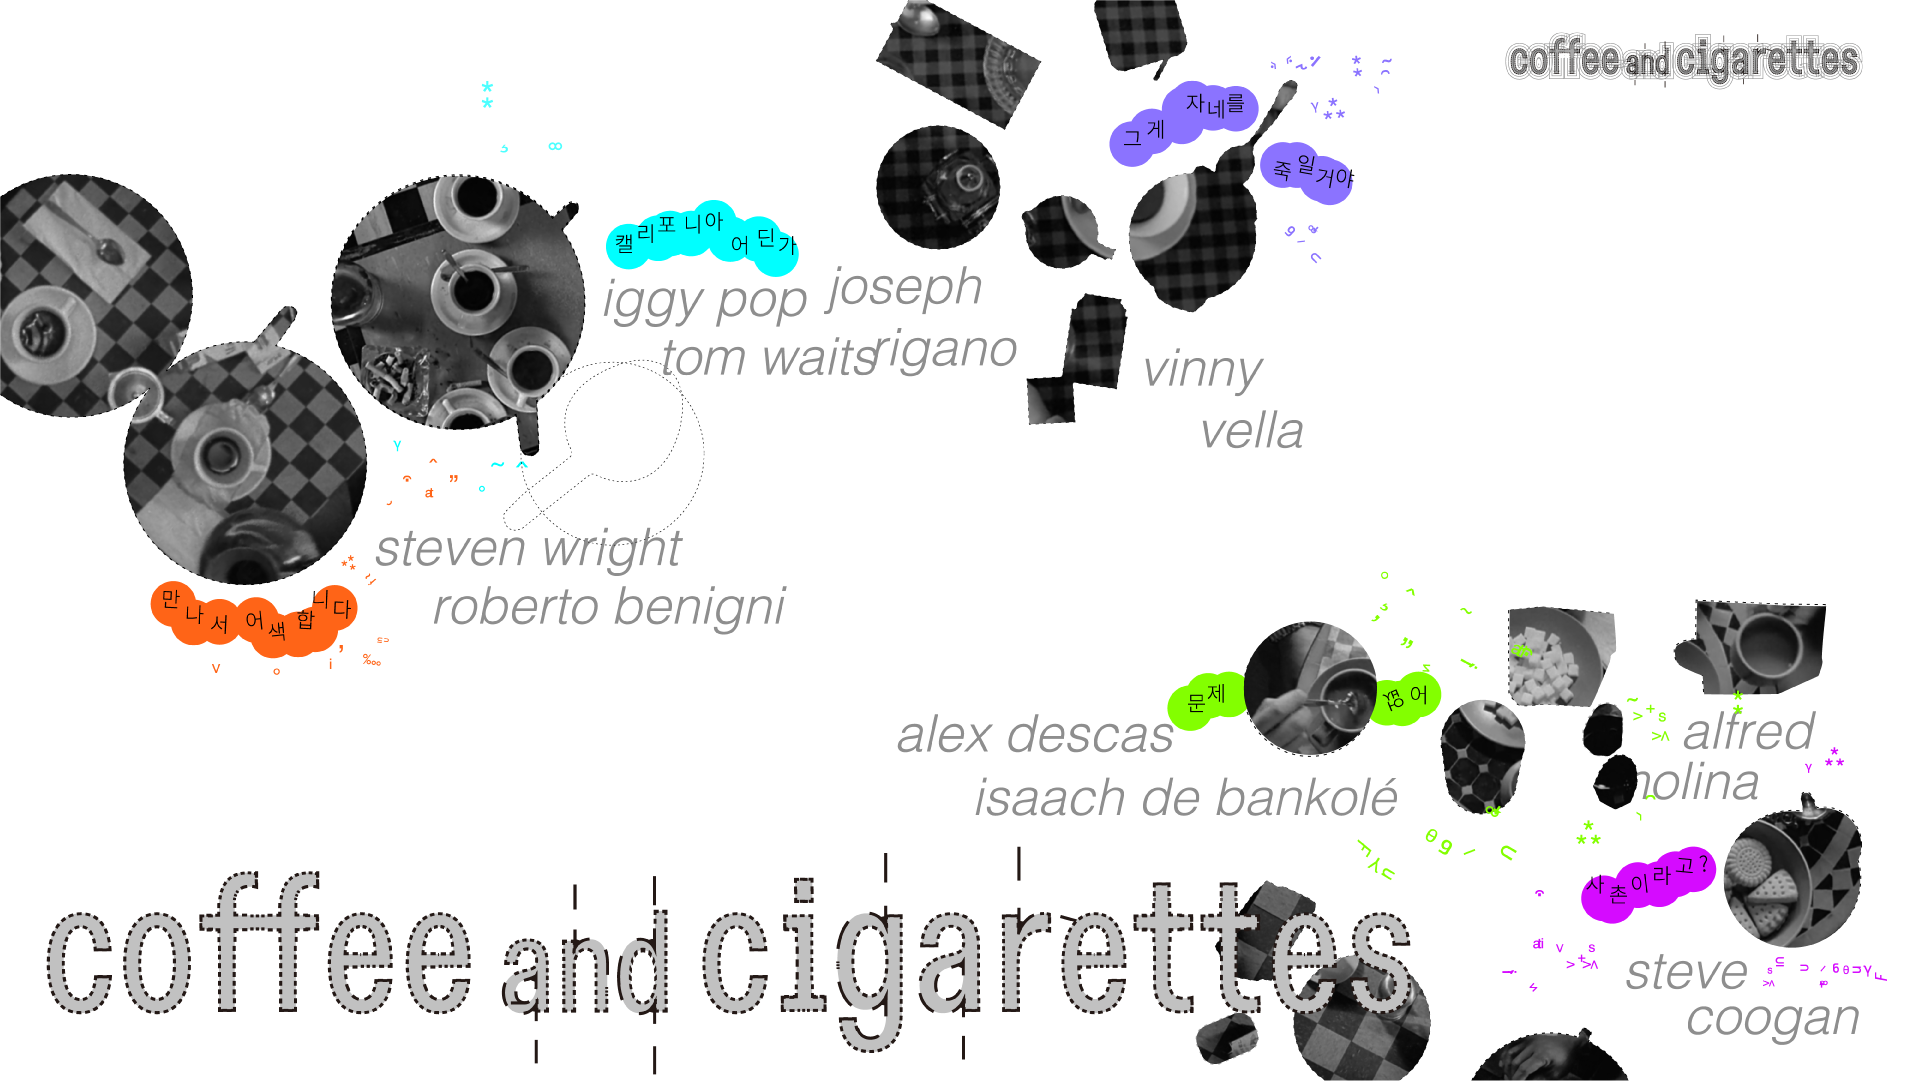 coffee and cigarettes
그게 자네를
죽일거야
캘리포니아 어딘가
iggy pop
tom waits
joseph
rigano
vinny
vella
steven wright
roberto benigni
만나서 어색합니다
문제 없어
alex descas
isaach de bankolé
alfred
molina
사촌이라고?
steve
coogan
coffee and cigarettes